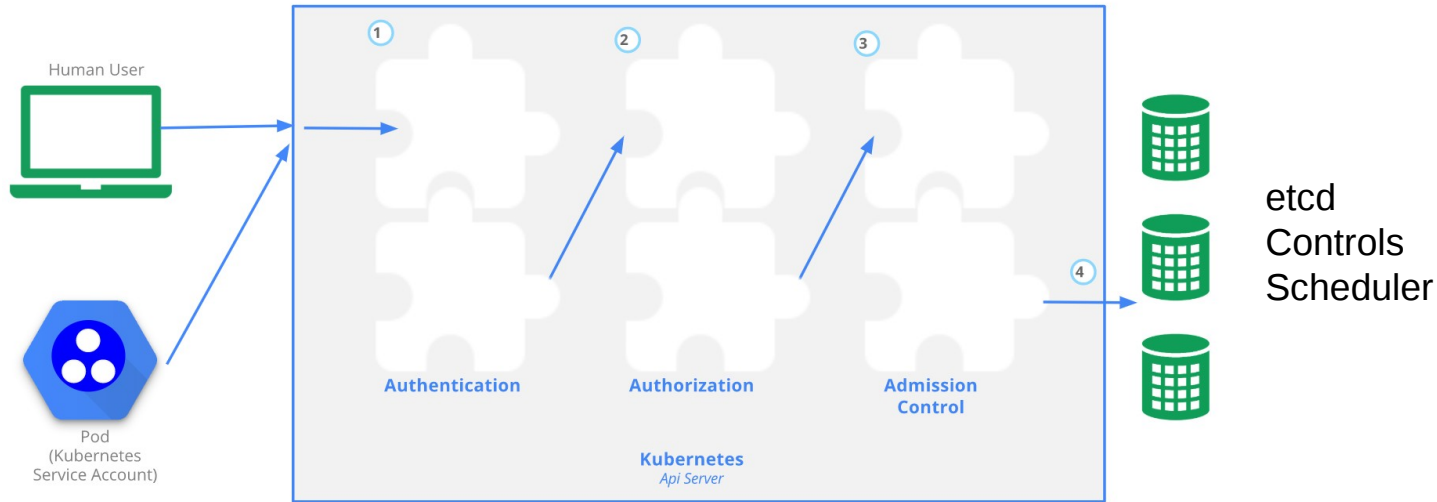 Human User
1
2
3
4
etcd
Controls
Scheduler
Authentication
Authorization
Admission
Control
Pod
(Kubernetes
Service Account)
Kubernetes
Api Server